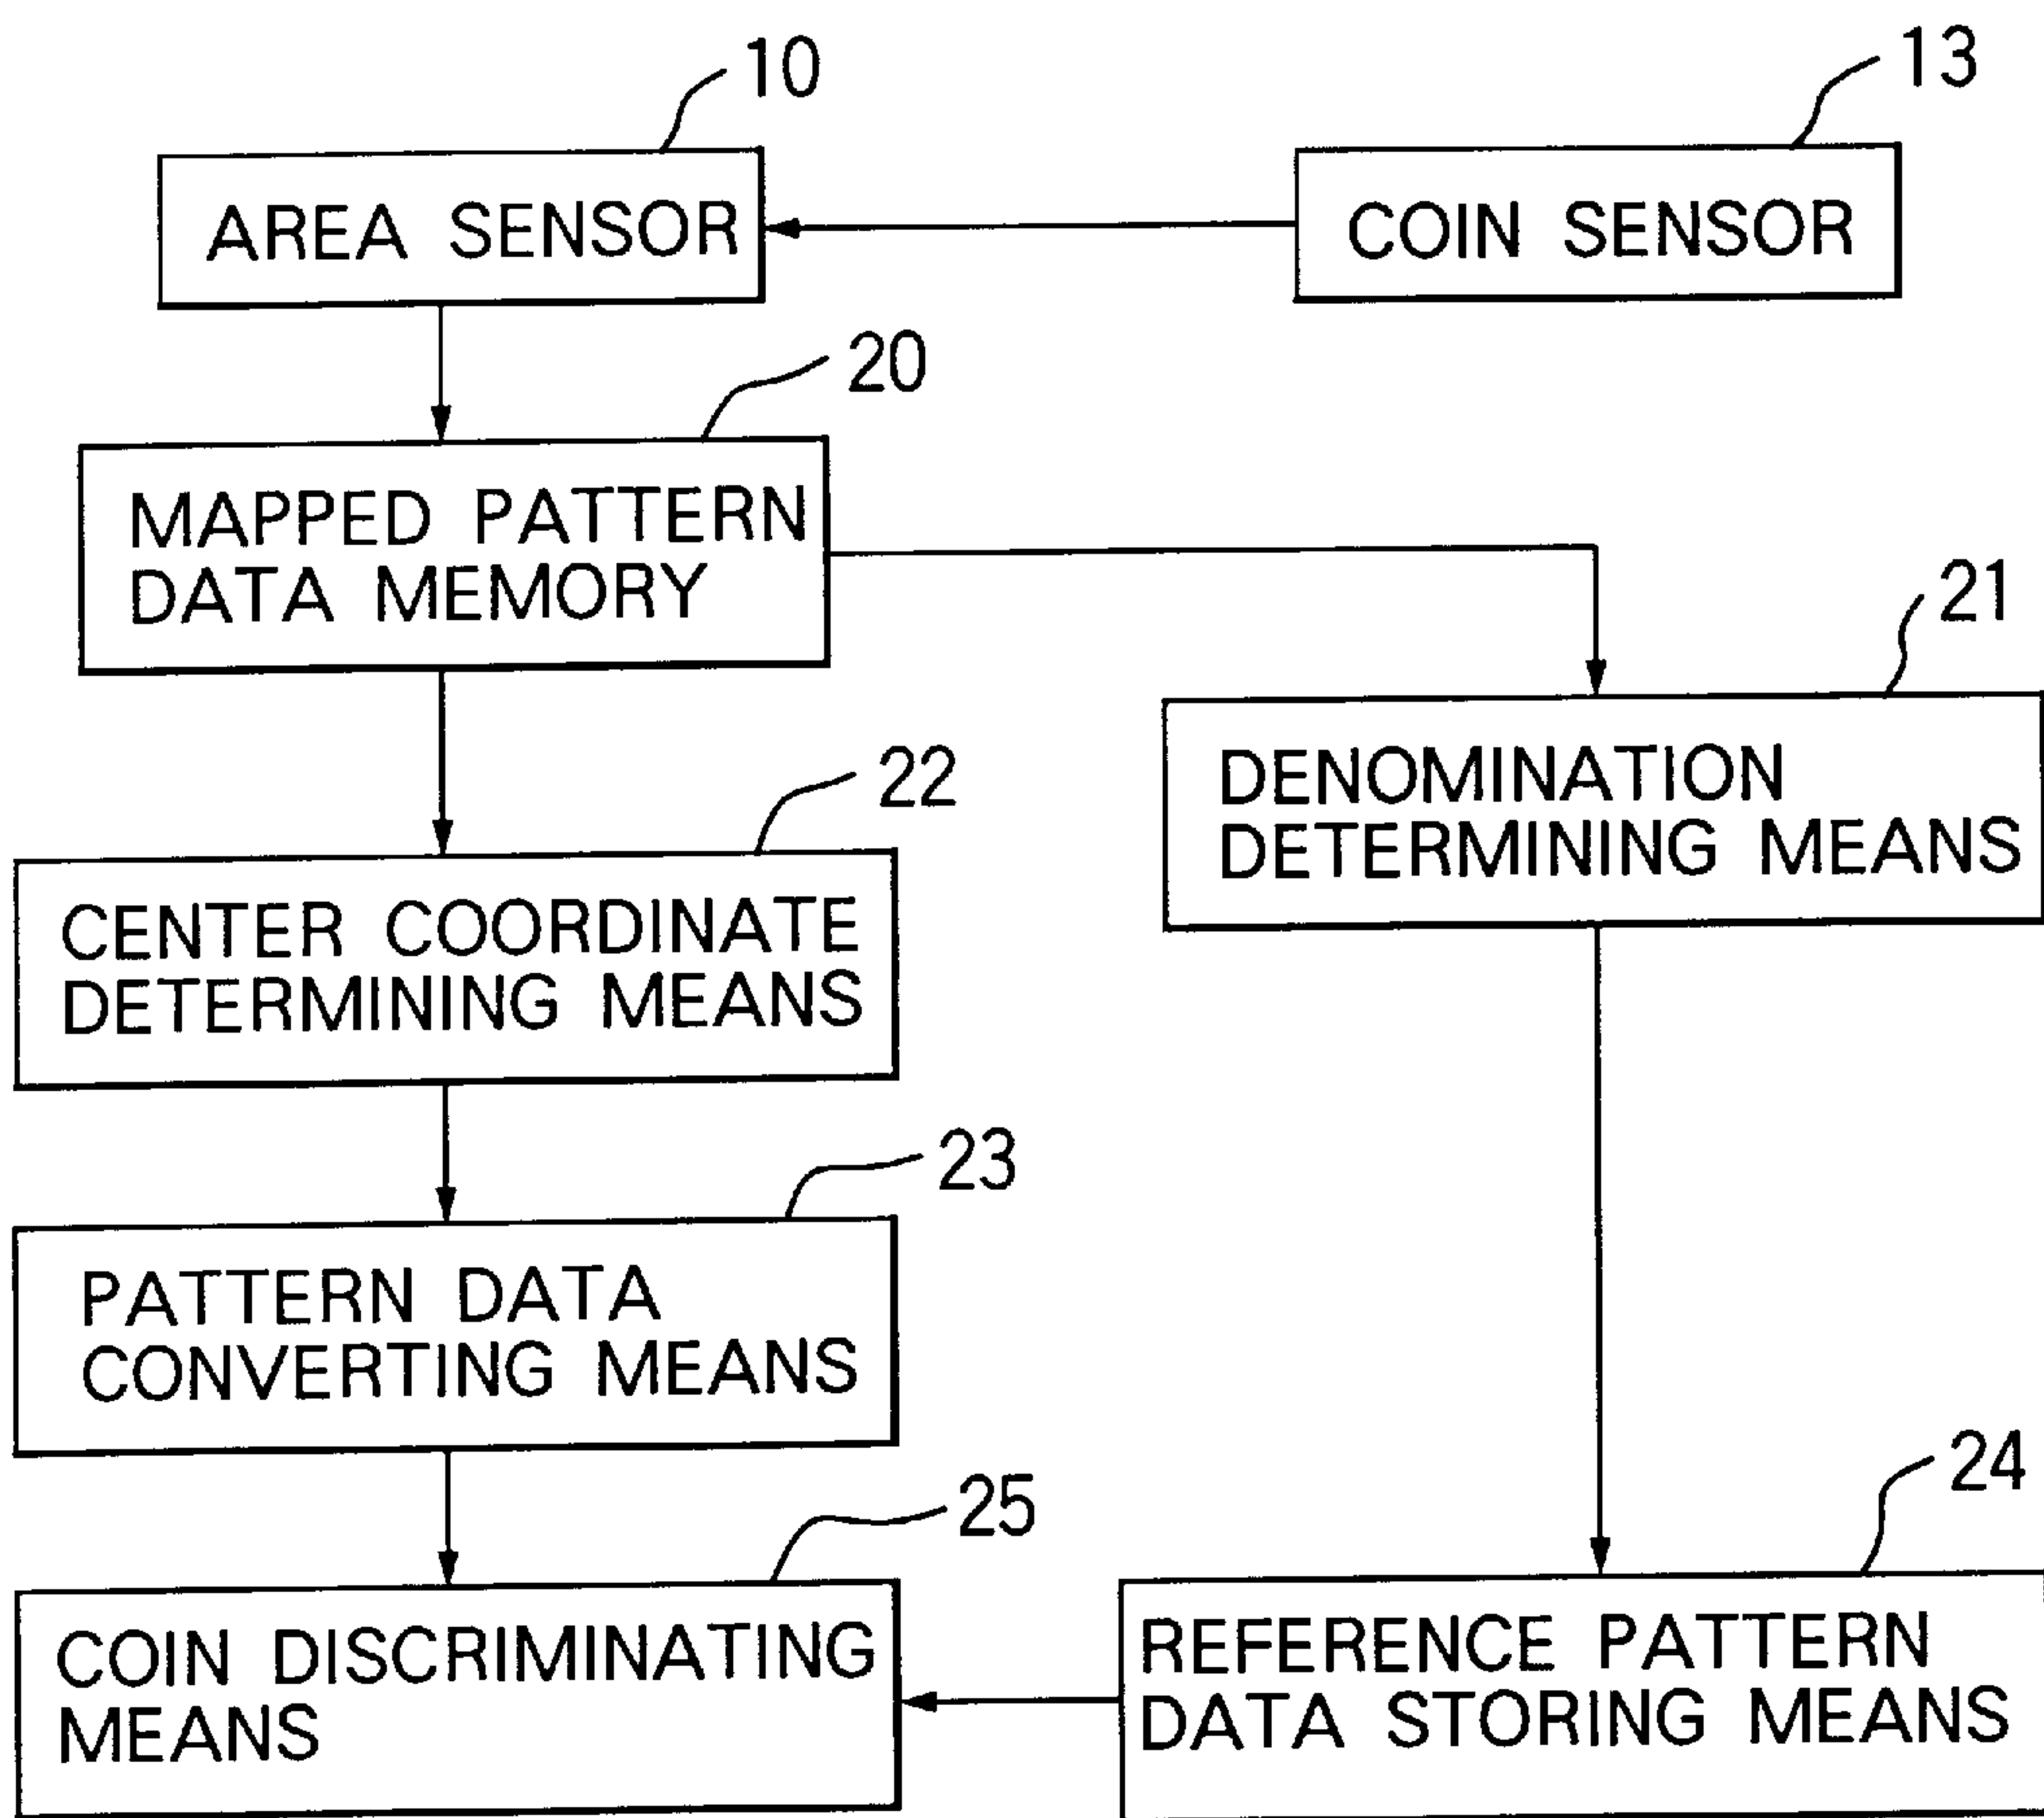 10
13
AREA SENSOR
COIN SENSOR
20
MAPPED PATTERN
DATA MEMORY
21
DENOMINATION
DETERMINING MEANS
22
CENTER COORDINATE
DETERMINING MEANS
23
PATTERN DATA
CONVERTING MEANS
24
25
COIN DISCRIMINATING
MEANS
REFERENCE PATTERN
DATA STORING MEANS